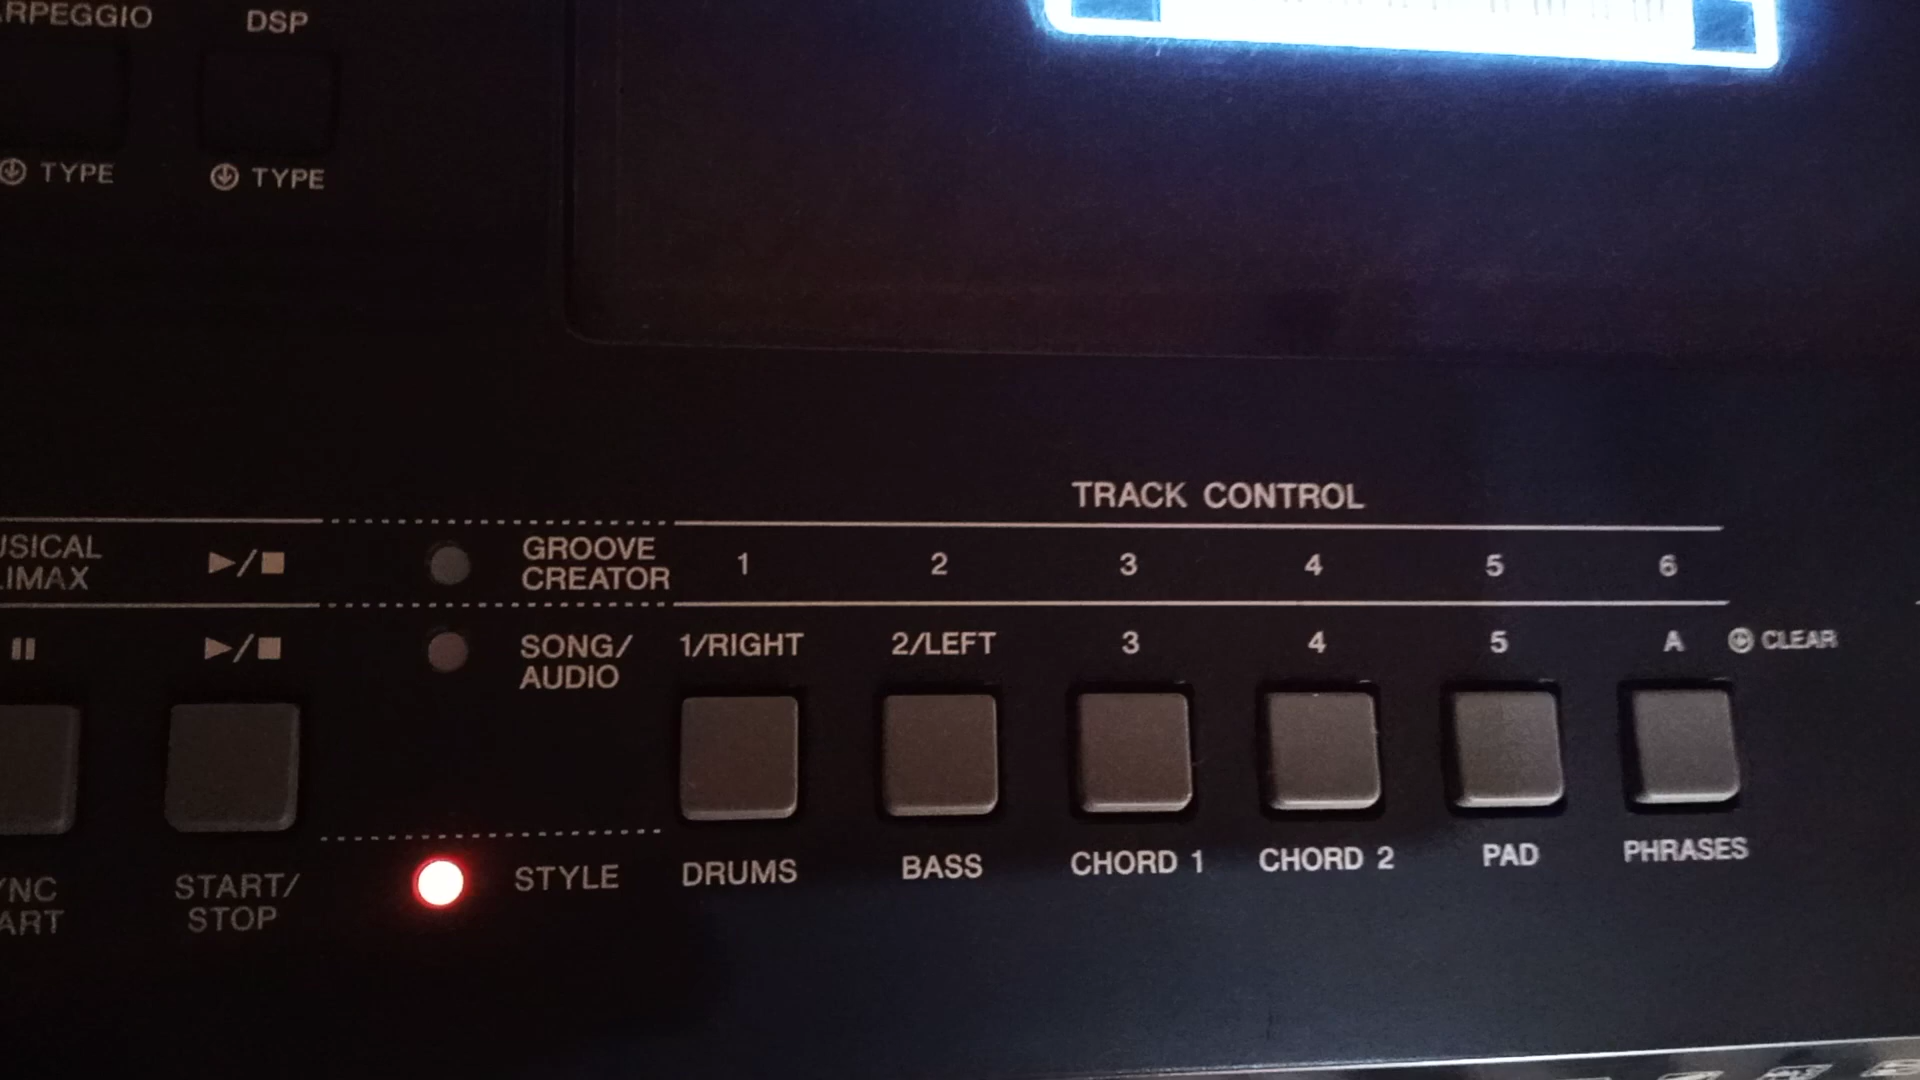 RPEGGIO
DSP
TYPE
TYPE
TRACK CONTROL
USICAL
LIMAX
GROOVE
CREATOR
1 2 3 4 5 6
SONG/
AUDIO
1/RIGHT 2/LEFT 3 4 5 A CLEAR
YNC
ART
START/
STOP
STYLE
DRUMS BASS CHORD 1 CHORD 2 PAD PHRASES